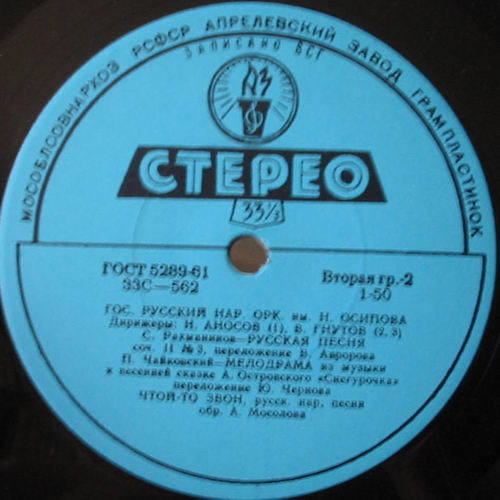 МОСОБЛСОВНАРХОЗ РСФСР АПРЕЛЕВСКИЙ ЗАВОД ГРАМПЛАСТИНОК
ЗАПИСАНО ВСГ
АЗ
СТЕРЕО
33⅓
ГОСТ 5289-61 Вторая гр.-2
33С—562 1-50
ГОС. РУССКИЙ НАР. ОРК. им. Н. ОСИПОВА
Дирижеры: Н. АНОСОВ (1), В. ГНУТОВ (2, 3)
С. Рахманинов—РУССКАЯ ПЕСНЯ
соч. 11 №3, переложение В. Авророва
П. Чайковский—МЕЛОДРАМА из музыки
к весенней сказке А. Островского «Снегурочка»
переложение Ю. Чернова
ЧТОЙ-ТО ЗВОН, русск. нар. песня
обр. А. Мосолова